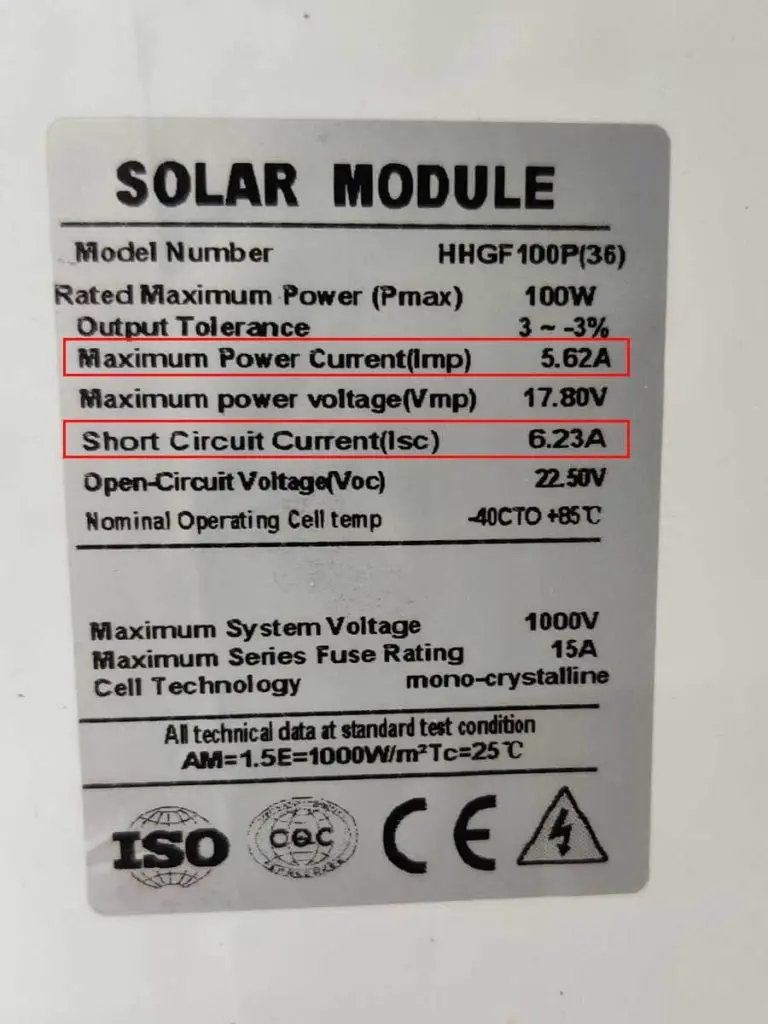 SOLAR MODULE
Model Number HHGF100P(36)
Rated Maximum Power (Pmax) 100W
Output Tolerance 3 ~ -3%
Maximum Power Current(Imp) 5.62A
Maximum power voltage(Vmp) 17.80V
Short Circuit Current(Isc) 6.23A
Open-Circuit Voltage(Voc) 22.50V
Nominal Operating Cell temp -40CTO +85℃
Maximum System Voltage 1000V
Maximum Series Fuse Rating 15A
Cell Technology mono-crystalline
All technical data at standard test condition
AM=1.5E=1000W/m²Tc=25℃
ISO CQC CE